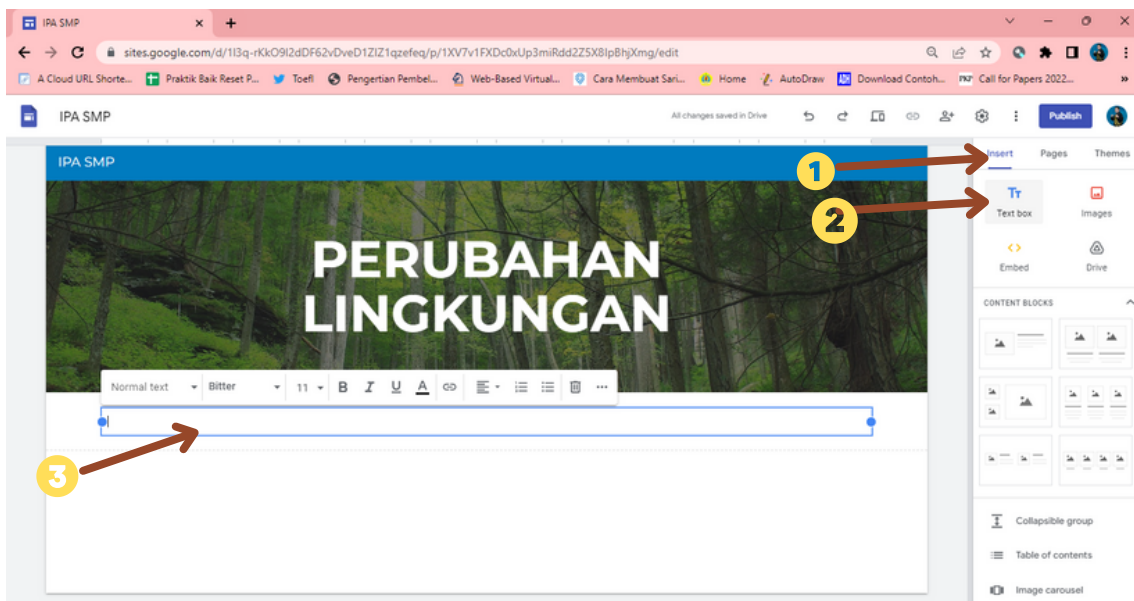 IPA SMP
sites.google.com/d/1I3q-rKkO9I2dDF62vDveD1ZIZ1qzefeq/p/1XV7v1FXDc0xUp3miRdd2Z5X8IpBhjXmg/edit
A Cloud URL Shorte... Praktik Baik Reset P... Toefl Pengertian Pembel... Web-Based Virtual... Cara Membuat Sari... Home AutoDraw Download Contoh... Call for Papers 2022... »
IPA SMP All changes saved in Drive Publish
Insert Pages Themes
IPA SMP
1
2
Text box Images
Embed Drive
PERUBAHAN
LINGKUNGAN
CONTENT BLOCKS
Normal text Bitter 11 B I U A
3
Collapsible group
Table of contents
Image carousel